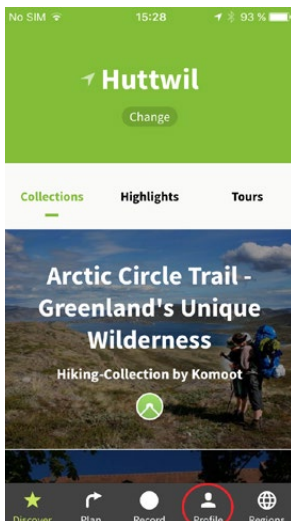 No SIM 15:28 93 %
Huttwil
Change
Collections Highlights Tours
Arctic Circle Trail -
Greenland's Unique
Wilderness
Hiking-Collection by Komoot
Discover Plan Record Profile Regions